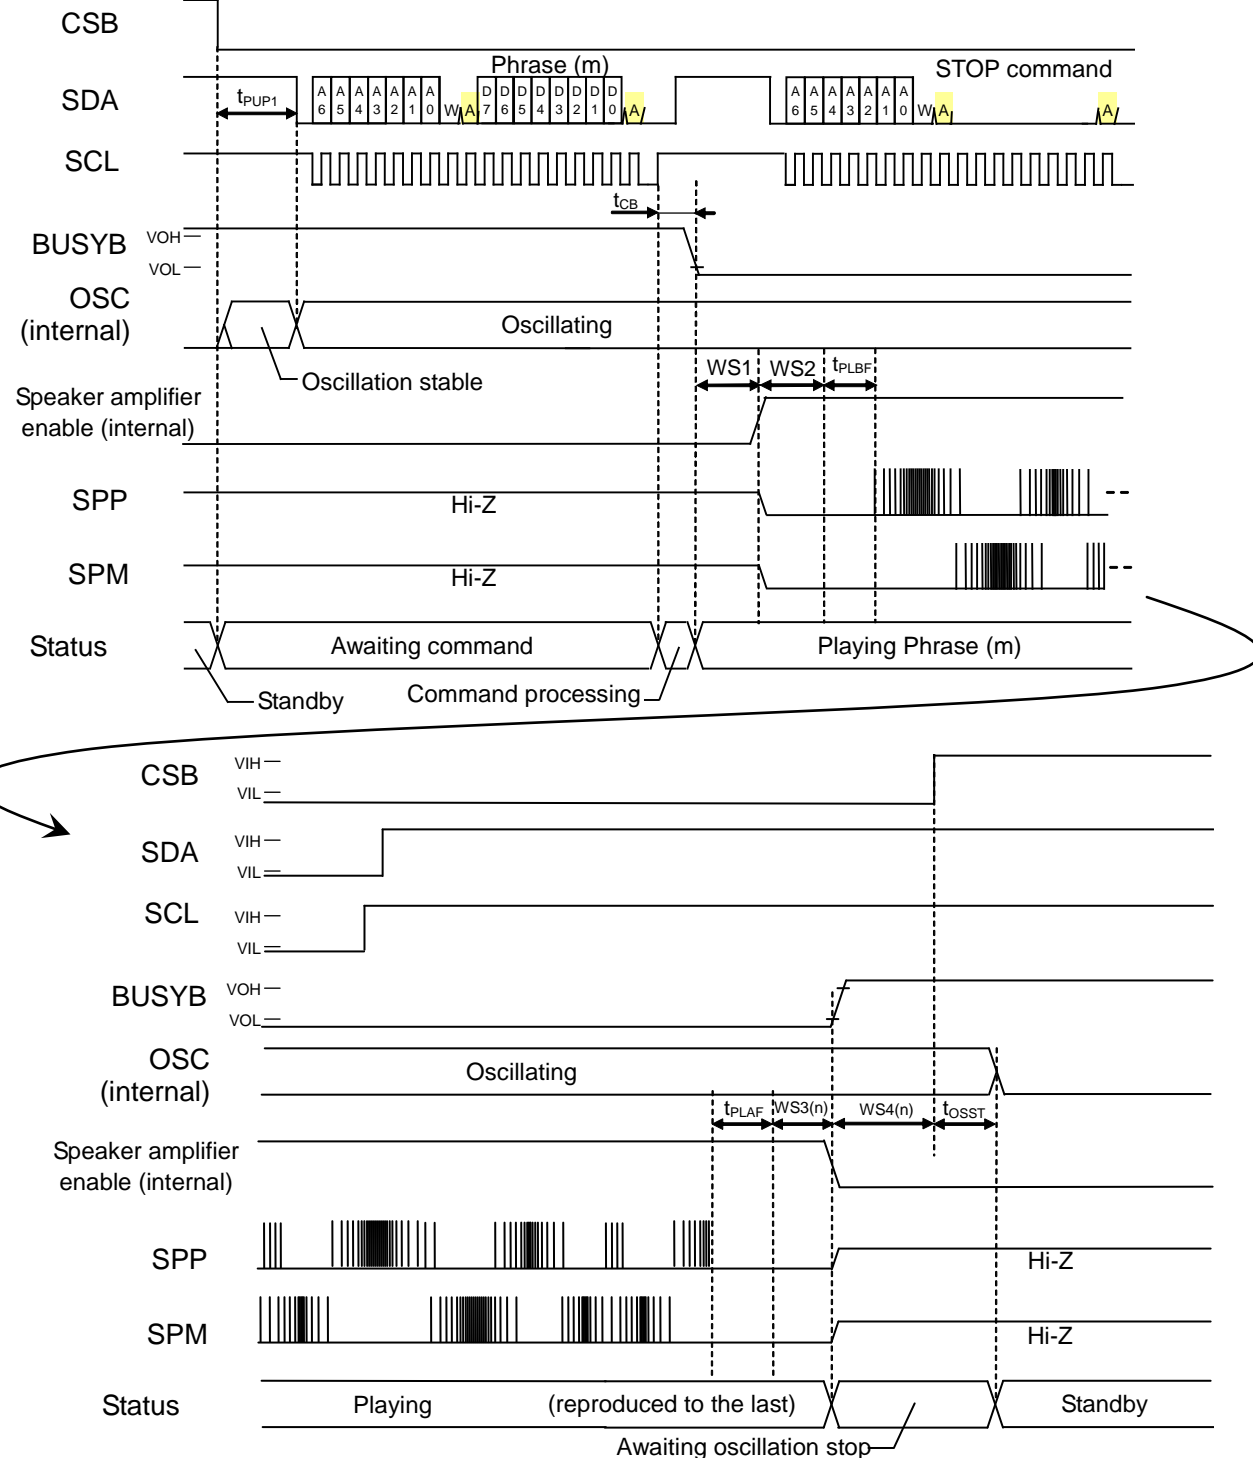 CSB
Phrase (m)
STOP command
SDA
tPUP1
A6 A5 A4 A3 A2 A1 A0 W A D7 D6 D5 D4 D3 D2 D1 D0 A
A6 A5 A4 A3 A2 A1 A0 W A A
SCL
tCB
BUSYB
VOH
VOL
OSC
(internal)
Oscillating
Oscillation stable
WS1 WS2 tPLBF
Speaker amplifier
enable (internal)
SPP
Hi-Z
SPM
Hi-Z
Status
Awaiting command
Playing Phrase (m)
Standby
Command processing
CSB
VIH
VIL
SDA
VIH
VIL
SCL
VIH
VIL
BUSYB
VOH
VOL
OSC
(internal)
Oscillating
tPLAF WS3(n) WS4(n) tOSST
Speaker amplifier
enable (internal)
SPP
Hi-Z
SPM
Hi-Z
Status
Playing
(reproduced to the last)
Standby
Awaiting oscillation stop